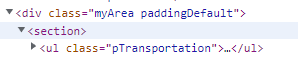 ▼<div class="myArea paddingDefault">
▼<section>
▶<ul class="pTransportation">…</ul>